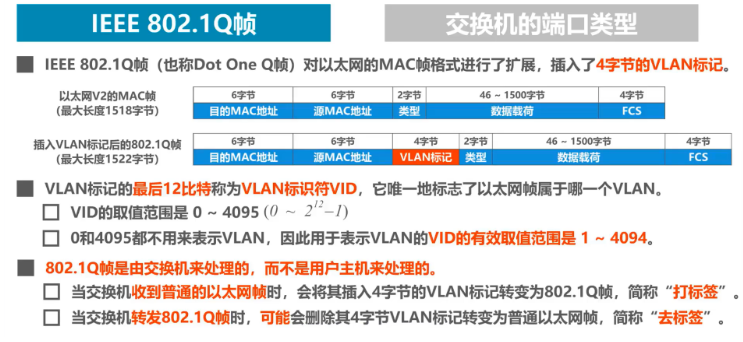 IEEE 802.1Q帧
交换机的端口类型
IEEE 802.1Q帧（也称Dot One Q帧）对以太网的MAC帧格式进行了扩展，插入了4字节的VLAN标记。
以太网V2的MAC帧
(最大长度1518字节)
6字节 6字节 2字节 46 ~ 1500字节 4字节
目的MAC地址 源MAC地址 类型 数据载荷 FCS
插入VLAN标记后的802.1Q帧
(最大长度1522字节)
6字节 6字节 4字节 2字节 46 ~ 1500字节 4字节
目的MAC地址 源MAC地址 VLAN标记 类型 数据载荷 FCS
VLAN标记的最后12比特称为VLAN标识符VID，它唯一地标志了以太网帧属于哪一个VLAN。
VID的取值范围是 0 ~ 4095 (0 ~ 2^12–1)
0和4095都不用来表示VLAN，因此用于表示VLAN的VID的有效取值范围是 1 ~ 4094。
802.1Q帧是由交换机来处理的，而不是用户主机来处理的。
当交换机收到普通的以太网帧时，会将其插入4字节的VLAN标记转变为802.1Q帧，简称“打标签”。
当交换机转发802.1Q帧时，可能会删除其4字节VLAN标记转变为普通以太网帧，简称“去标签”。